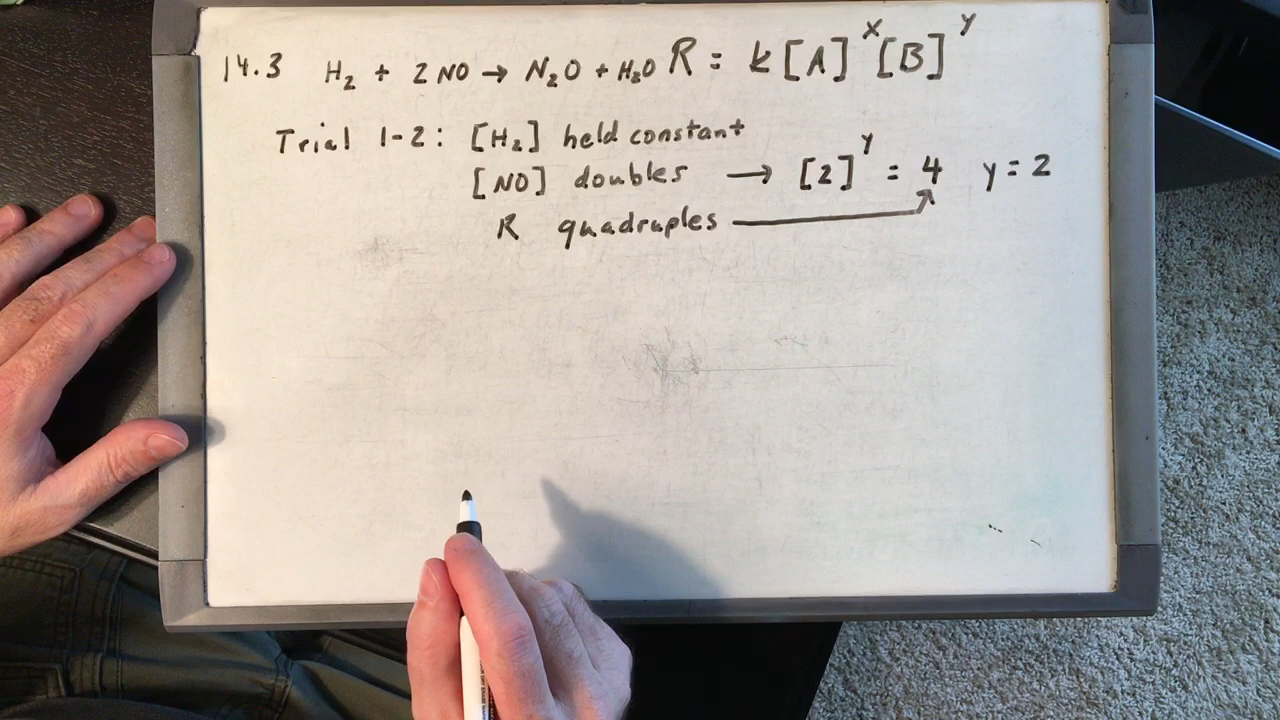 14.3 H₂ + 2NO → N₂O + H₂O R = k[A]ˣ[B]ʸ
Trial 1-2: [H₂] held constant
[NO] doubles → [2]ʸ = 4 y = 2
R quadruples